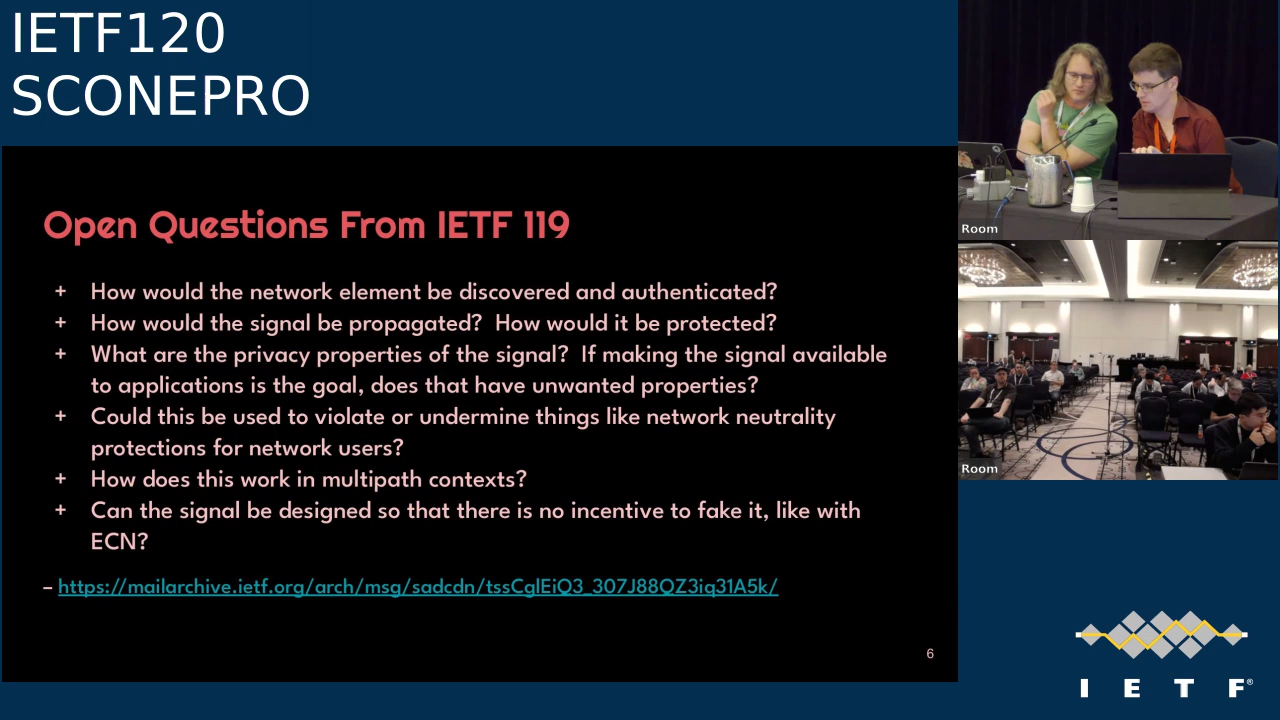 IETF120
SCONEPRO
Open Questions From IETF 119
+ How would the network element be discovered and authenticated?
+ How would the signal be propagated? How would it be protected?
+ What are the privacy properties of the signal? If making the signal available
to applications is the goal, does that have unwanted properties?
+ Could this be used to violate or undermine things like network neutrality
protections for network users?
+ How does this work in multipath contexts?
+ Can the signal be designed so that there is no incentive to fake it, like with
ECN?
– https://mailarchive.ietf.org/arch/msg/sadcdn/tssCglEiQ3_307J88QZ3iq31A5k/
6
Room
Room
I E T F®